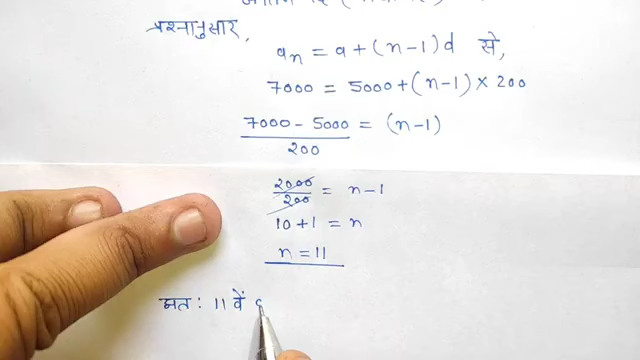 प्रश्नानुसार,
aₙ = a + (n-1) d से,
7000 = 5000 + (n-1) × 200
7000 - 5000 / 200 = (n-1)
2000 / 200 = n-1
10 + 1 = n
n = 11
अत: 11 वें